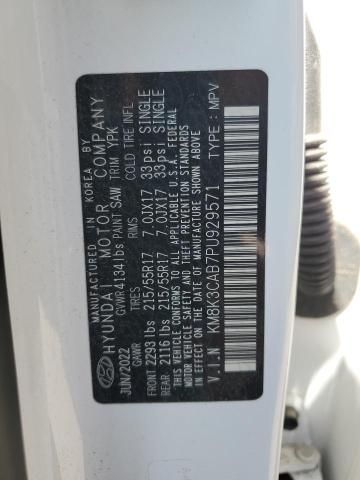 MANUFACTURED IN KOREA BY
HYUNDAI MOTOR COMPANY
GVWR 4134 lbs PAINT SAW TRIM YPK
JUN/2022
GAWR RIMS COLD TIRE INFL.
FRONT 2293 lbs 215/55R17 7.0JX17 33psi SINGLE
REAR 2116 lbs 215/55R17 7.0JX17 33psi SINGLE
THIS VEHICLE CONFORMS TO ALL APPLICABLE U.S.A. FEDERAL
MOTOR VEHICLE SAFETY, BUMPER, AND THEFT PREVENTION
STANDARDS IN EFFECT ON THE DATE OF MANUFACTURE SHOWN ABOVE.
V.I.N : KM8K3CAB7PU929571 TYPE : MPV